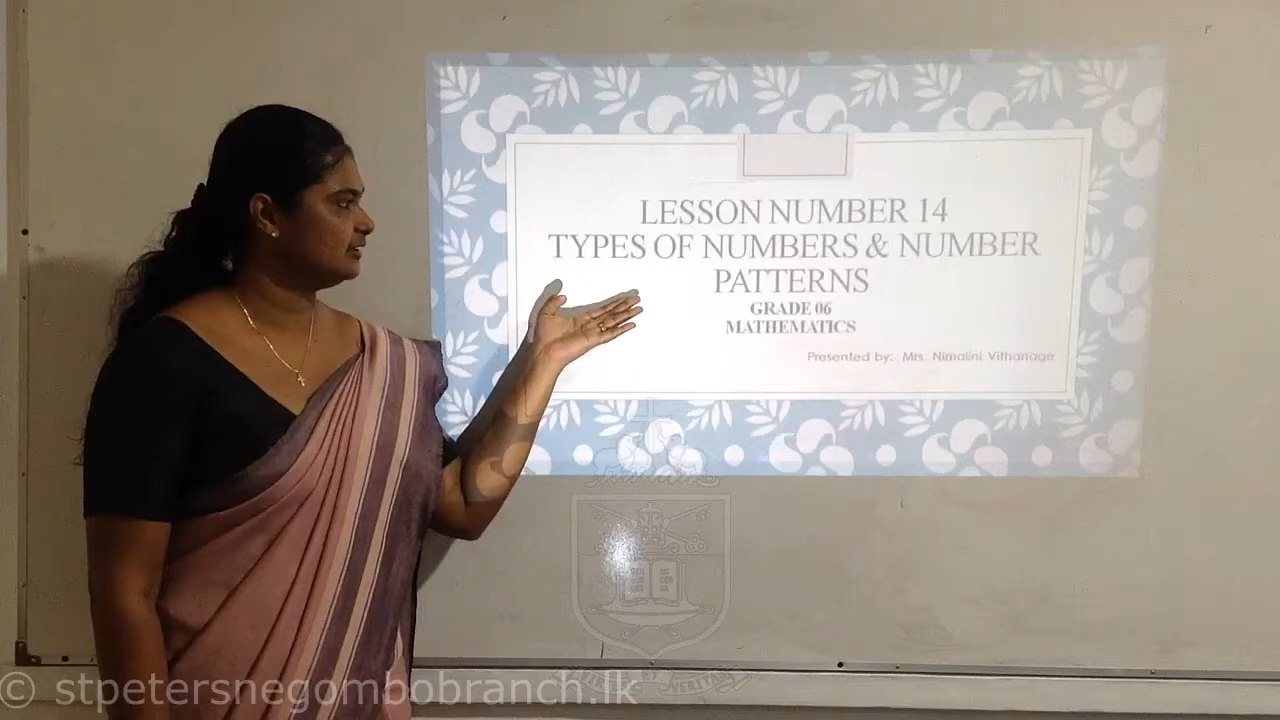 LESSON NUMBER 14
TYPES OF NUMBERS & NUMBER
PATTERNS
GRADE 06
MATHEMATICS
Presented by: Mrs. Nimalini Vithanage
© stpetersnegombobranch.lk